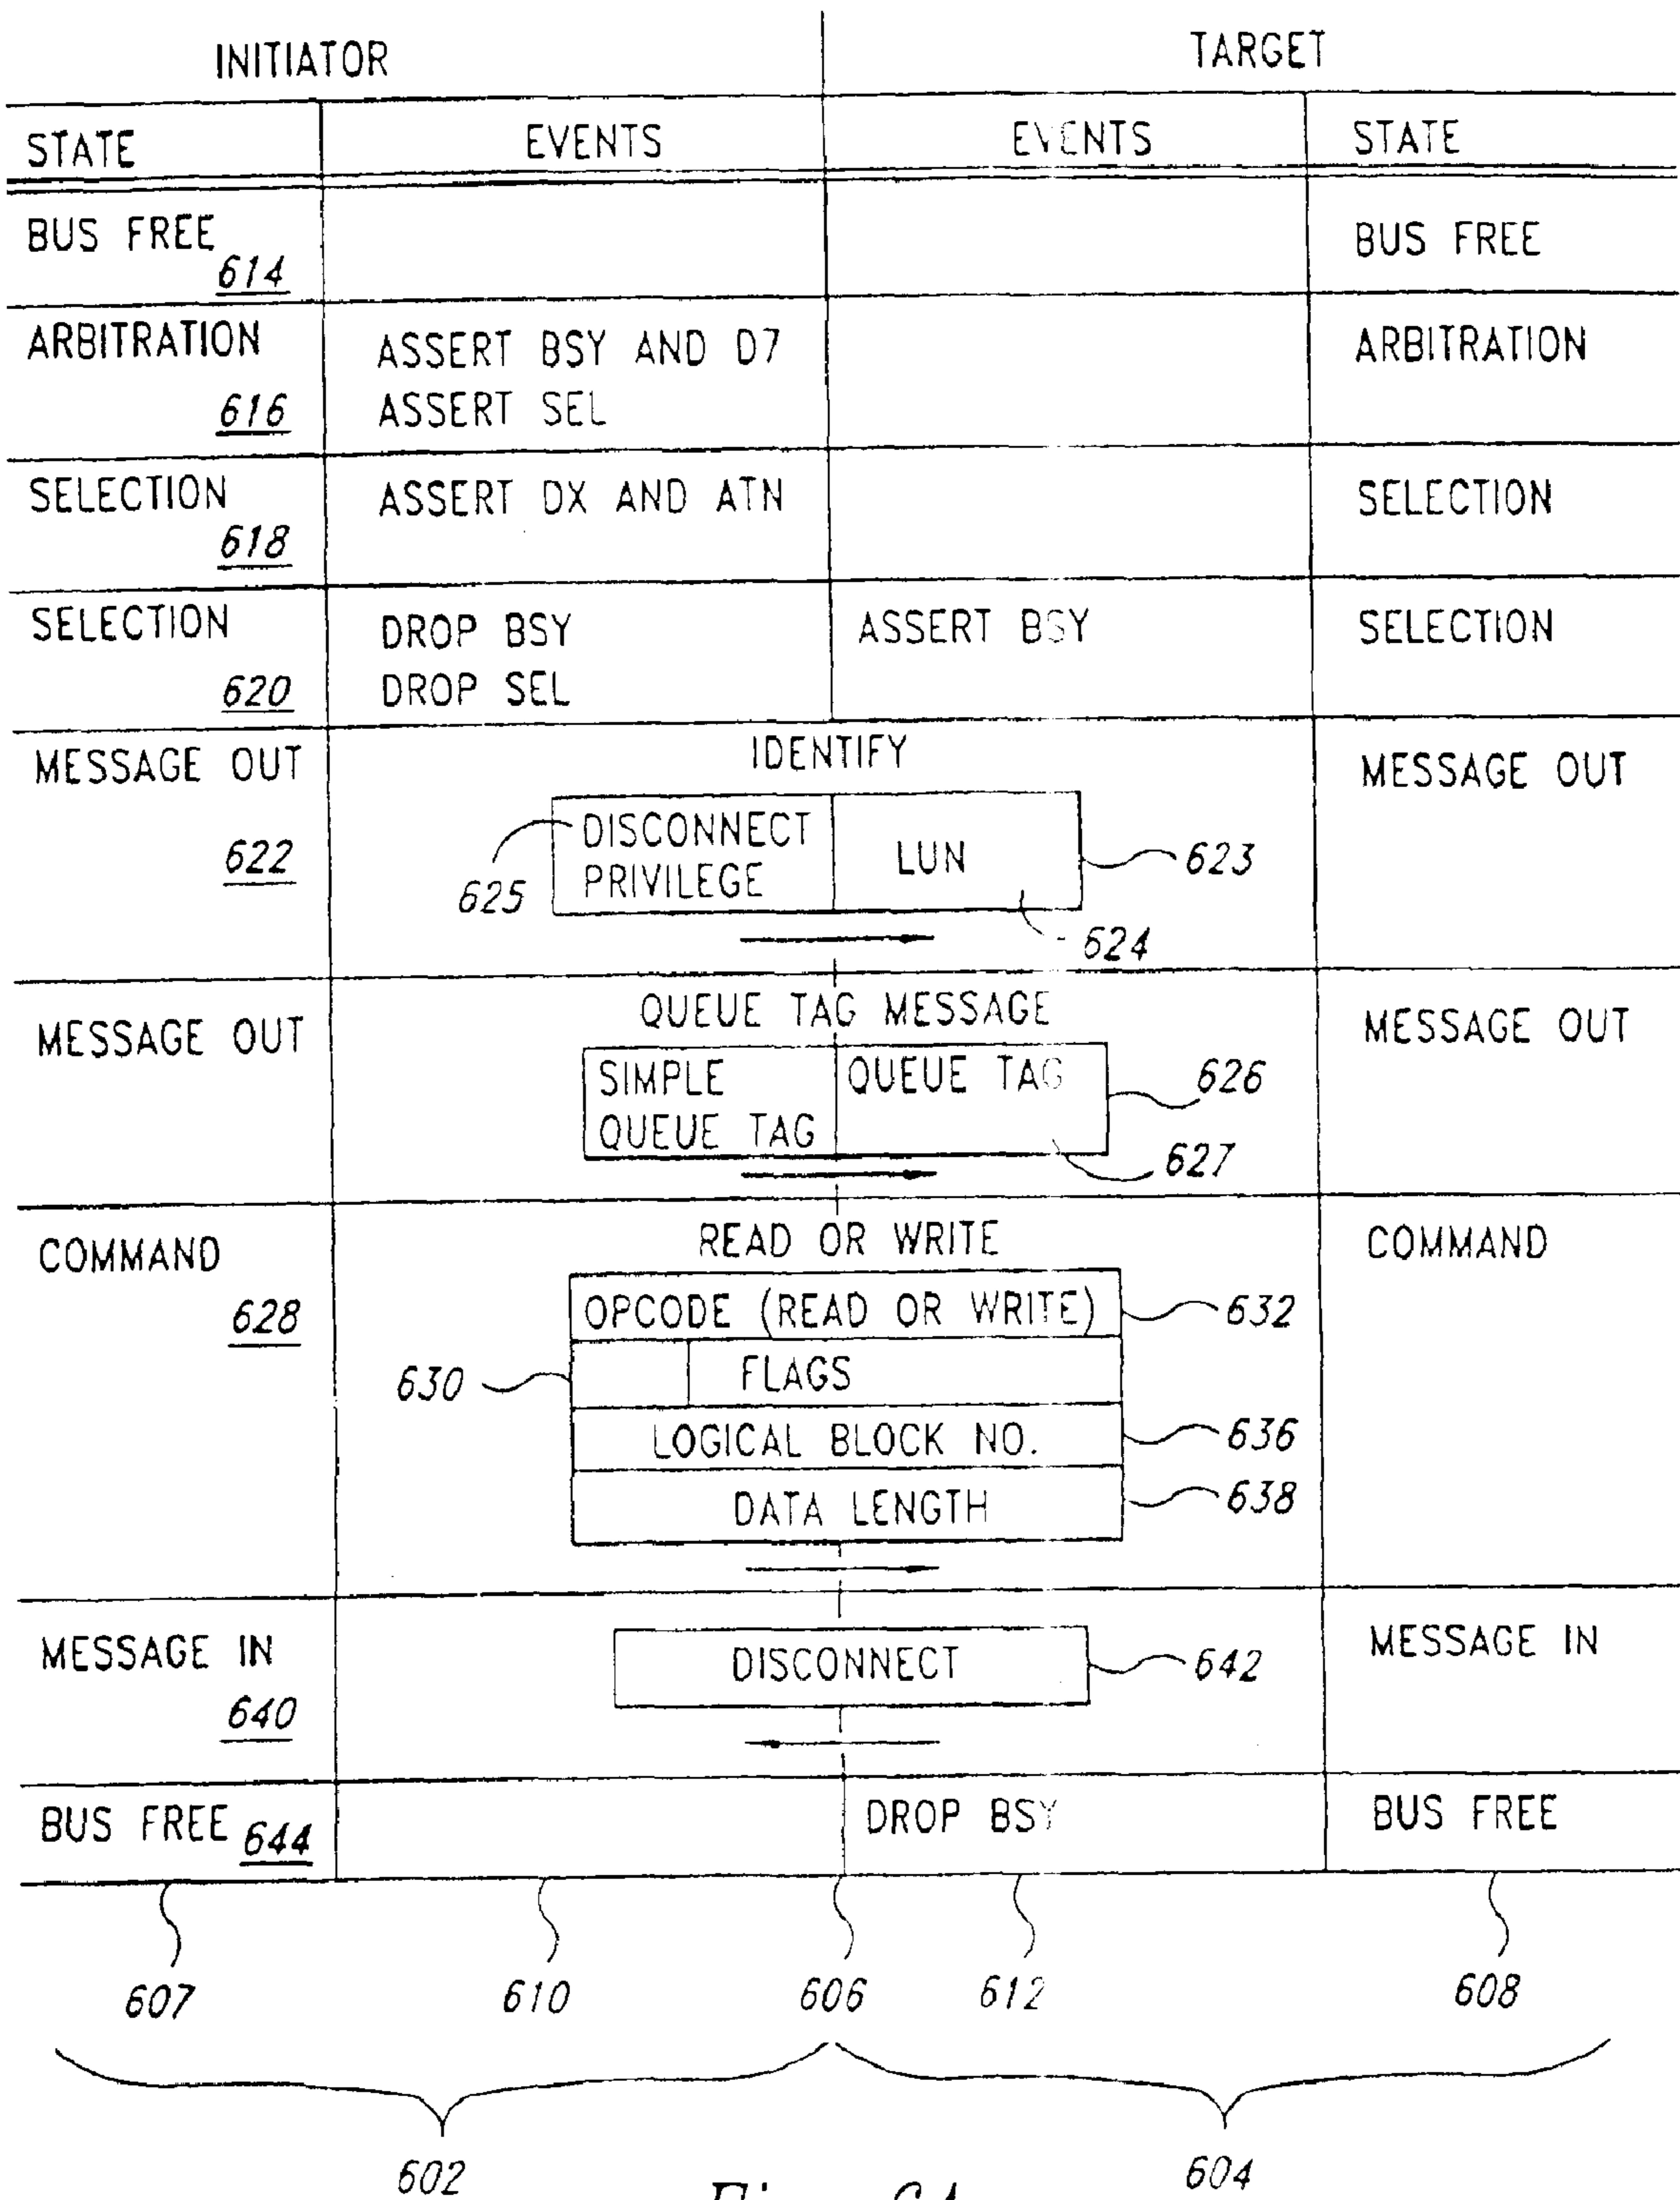 INITIATOR TARGET
STATE EVENTS EVENTS STATE
BUS FREE BUS FREE
614
ARBITRATION ASSERT BSY AND D7 ARBITRATION
616 ASSERT SEL
SELECTION ASSERT DX AND ATN SELECTION
618
SELECTION DROP BSY ASSERT BSY SELECTION
620 DROP SEL
MESSAGE OUT IDENTIFY MESSAGE OUT
622 625 DISCONNECT LUN 623
PRIVILEGE
624
MESSAGE OUT QUEUE TAG MESSAGE MESSAGE OUT
SIMPLE QUEUE TAG 626
QUEUE TAG 627
COMMAND READ OR WRITE COMMAND
628 OPCODE (READ OR WRITE) 632
630 FLAGS
LOGICAL BLOCK NO. 636
DATA LENGTH 638
MESSAGE IN DISCONNECT 642 MESSAGE IN
640
BUS FREE 644 DROP BSY BUS FREE
607 610 606 612 608
602 604